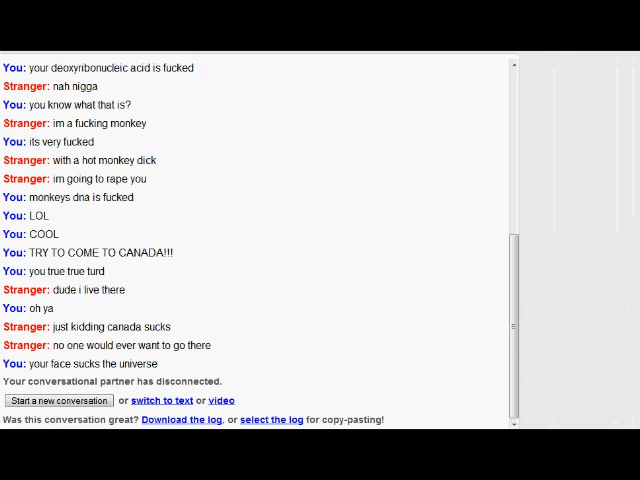 You: your deoxyribonucleic acid is fucked
Stranger: nah nigga
You: you know what that is?
Stranger: im a fucking monkey
You: its very fucked
Stranger: with a hot monkey dick
Stranger: im going to rape you
You: monkeys dna is fucked
You: LOL
You: COOL
You: TRY TO COME TO CANADA!!!
You: you true true turd
Stranger: dude i live there
You: oh ya
Stranger: just kidding canada sucks
Stranger: no one would ever want to go there
You: your face sucks the universe
Your conversational partner has disconnected.
Start a new conversation or switch to text or video
Was this conversation great? Download the log, or select the log for copy-pasting!